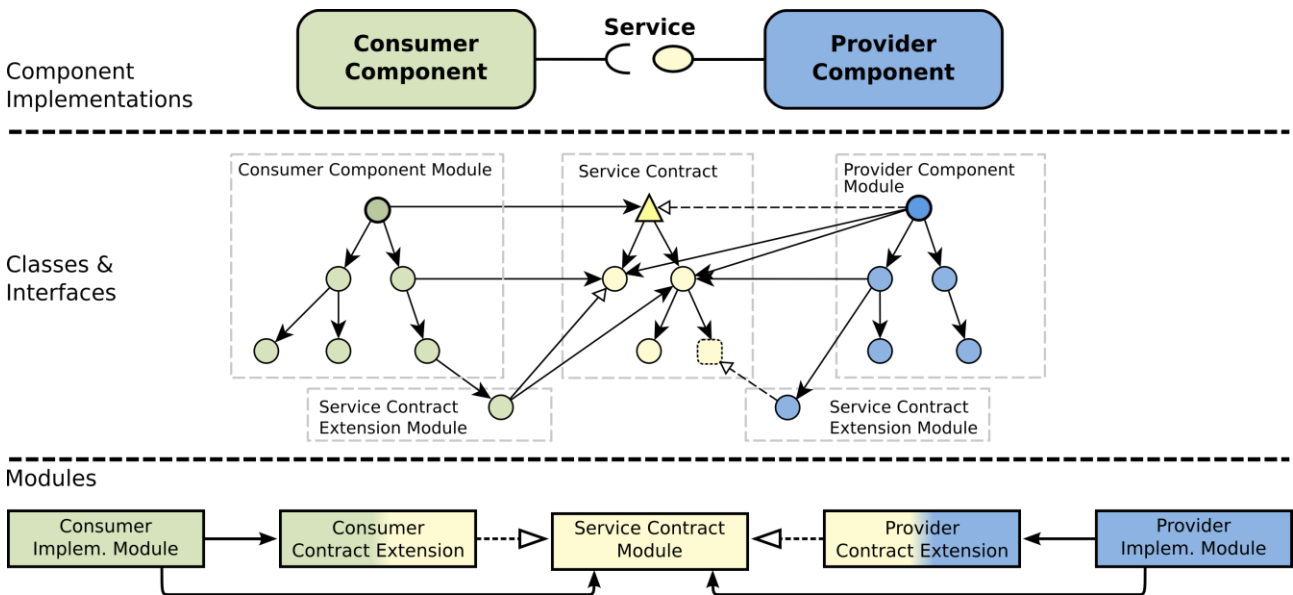 Service
Consumer
Component
Provider
Component
Component
Implementations
Consumer Component Module
Service Contract
Provider Component
Module
Classes &
Interfaces
Service Contract
Extension Module
Service Contract
Extension Module
Modules
Consumer
Implem. Module
Consumer
Contract Extension
Service Contract
Module
Provider
Contract Extension
Provider
Implem. Module